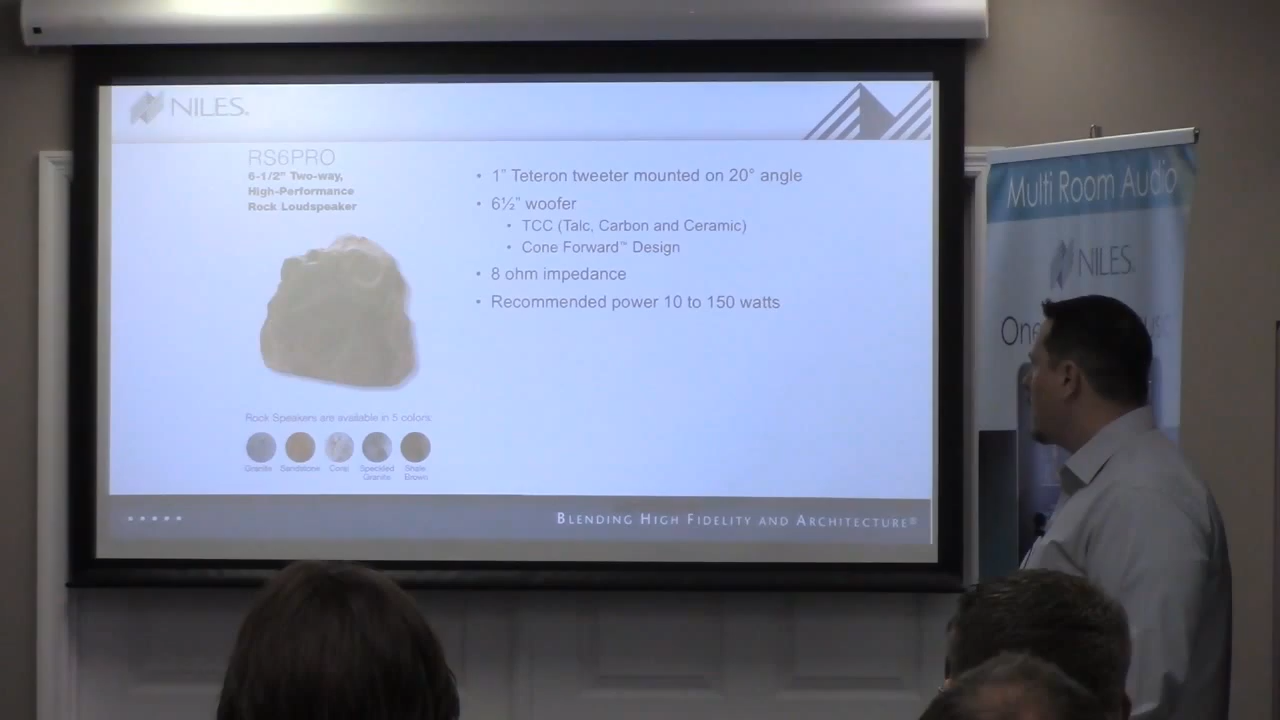 NILES®
RS6PRO
6-1/2" Two-way,
High-Performance
Rock Loudspeaker
• 1" Teteron tweeter mounted on 20° angle
• 6½" woofer
• TCC (Talc, Carbon and Ceramic)
• Cone Forward™ Design
• 8 ohm impedance
• Recommended power 10 to 150 watts
Rock Speakers are available in 5 colors:
Granite Sandstone Coral Speckled Granite Shale Brown
BLENDING HIGH FIDELITY AND ARCHITECTURE®
Multi Room Audio
NILES